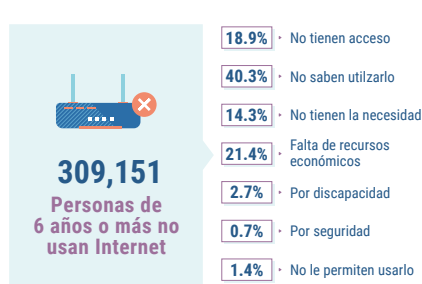 309,151
Personas de
6 años o más no
usan Internet
18.9% No tienen acceso
40.3% No saben utilzarlo
14.3% No tienen la necesidad
21.4% Falta de recursos
económicos
2.7% Por discapacidad
0.7% Por seguridad
1.4% No le permiten usarlo